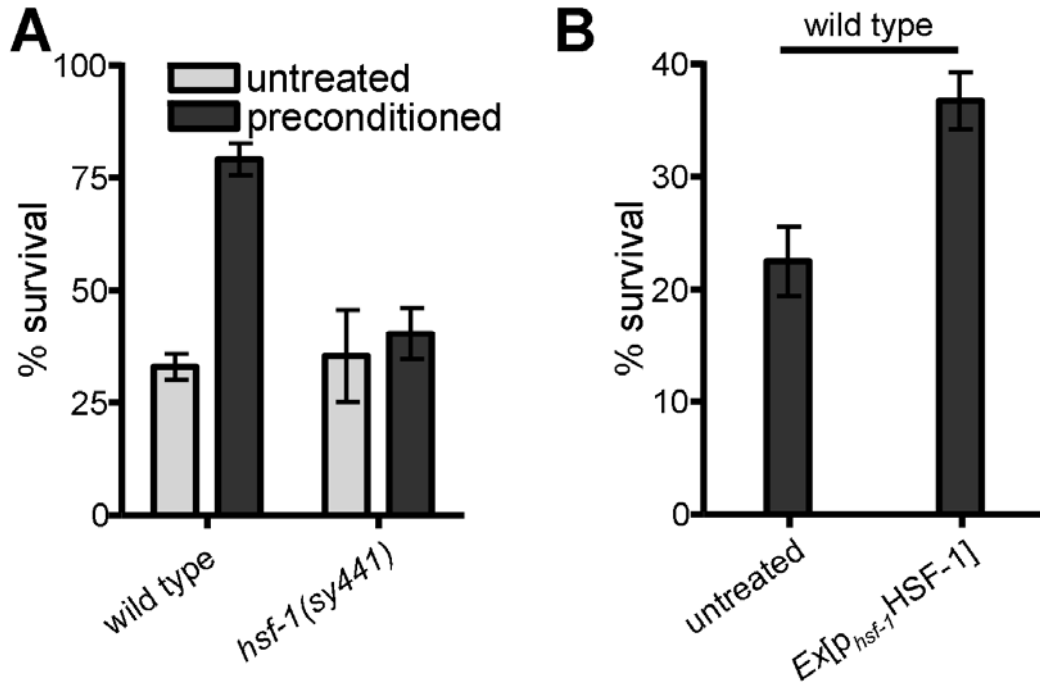 A
% survival
100
75
50
25
0
untreated
preconditioned
wild type
hsf-1(sy441)
B
wild type
% survival
40
30
20
10
0
untreated
Ex[phsf-1HSF-1]